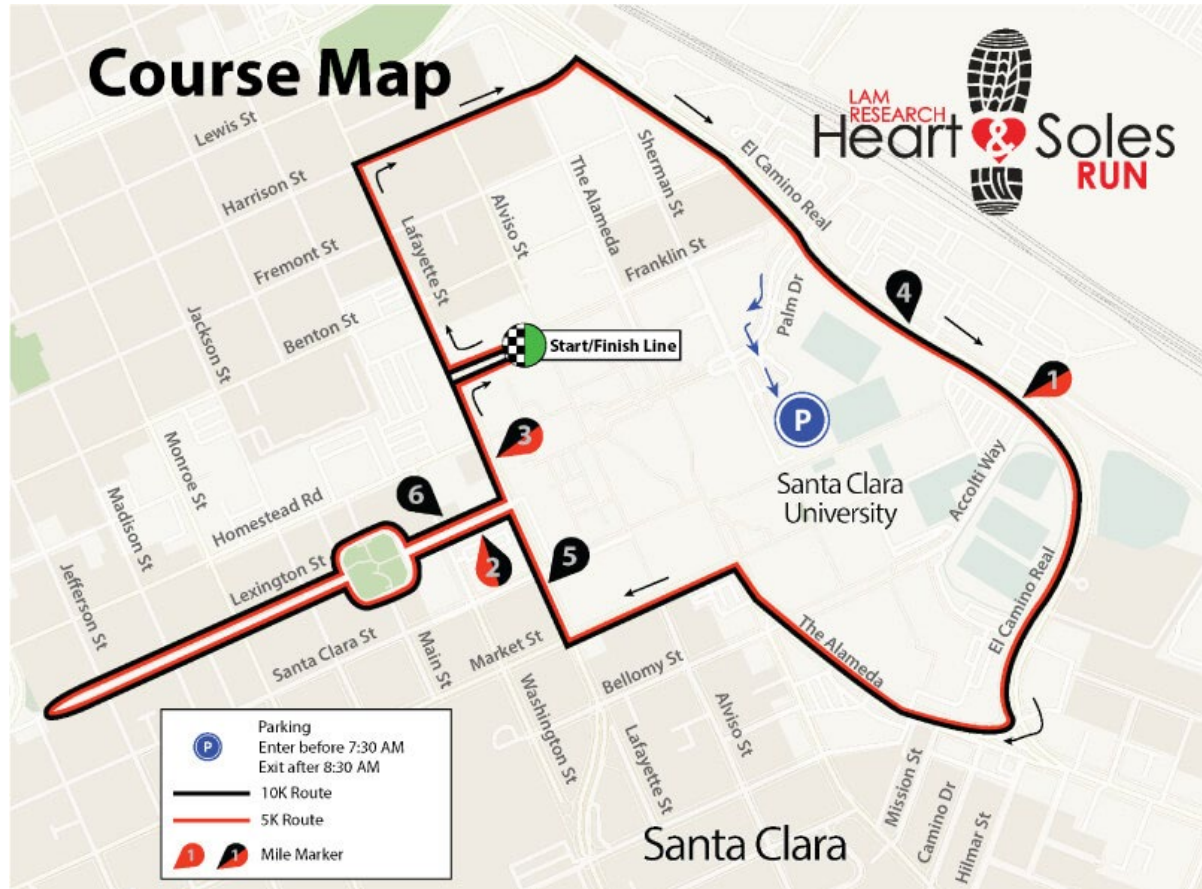 Course Map
LAM
RESEARCH
Heart & Soles
RUN
Lewis St
Harrison St
Fremont St
Benton St
Jackson St
Monroe St
Madison St
Jefferson St
Homestead Rd
Lexington St
Santa Clara St
Main St
Market St
Washington St
Lafayette St
Alviso St
The Alameda
Sherman St
Franklin St
El Camino Real
Palm Dr
4
1
Start/Finish Line
P
3
Santa Clara
University
Accolti Way
El Camino Real
6
2
5
The Alameda
Bellomy St
Alviso St
Lafayette St
Mission St
Camino Dr
Hilmar St
Santa Clara
P
Parking
Enter before 7:30 AM
Exit after 8:30 AM
10K Route
5K Route
1 1 Mile Marker